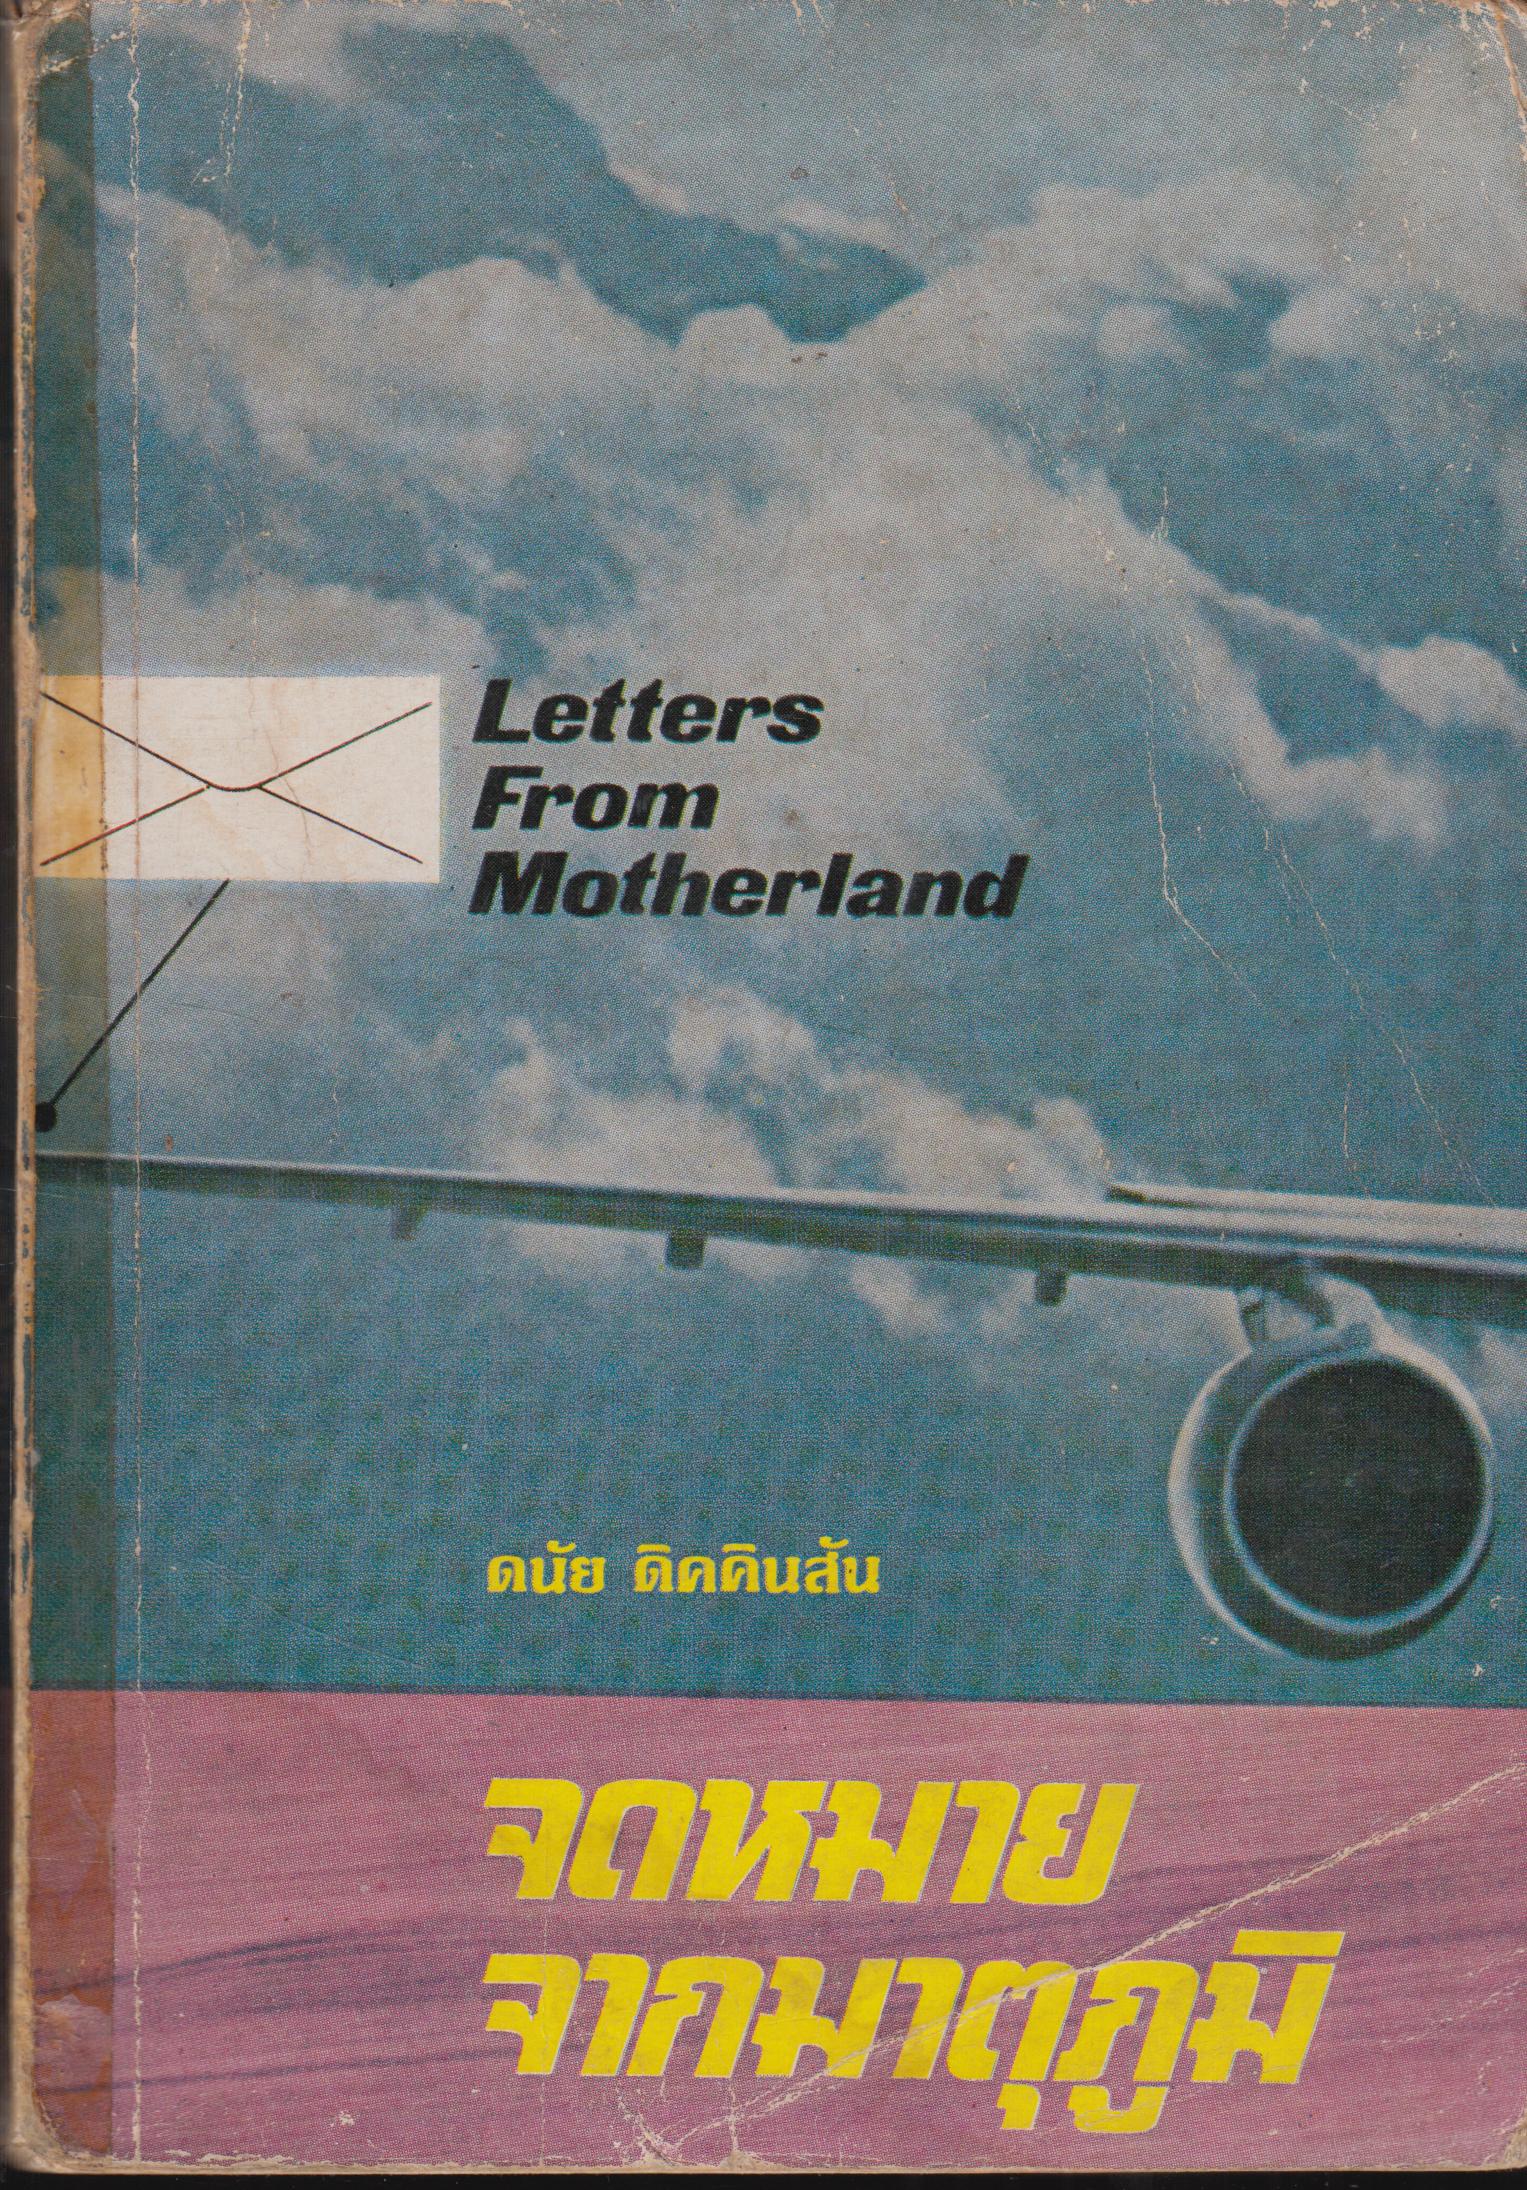 Letters
From
Motherland
ดนัย ดิคคินสัน
จดหมาย
จากมาตุภูมิ